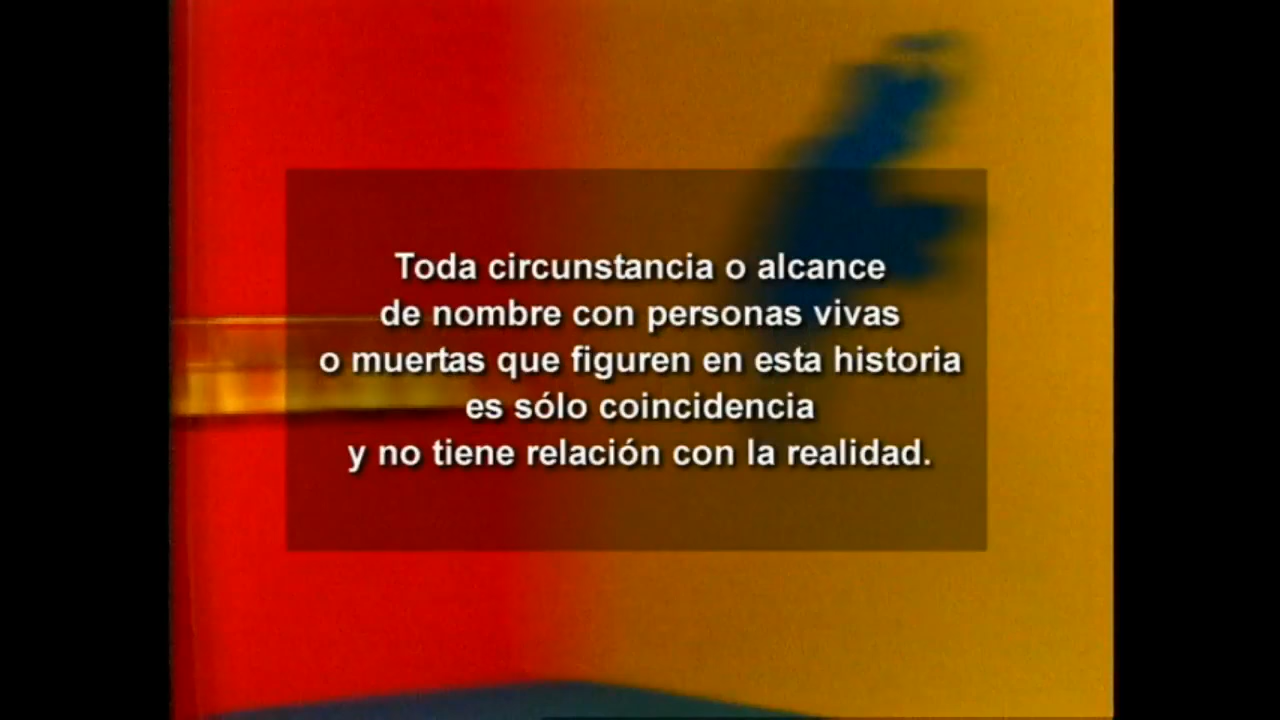 Toda circunstancia o alcance
de nombre con personas vivas
o muertas que figuren en esta historia
es sólo coincidencia
y no tiene relación con la realidad.